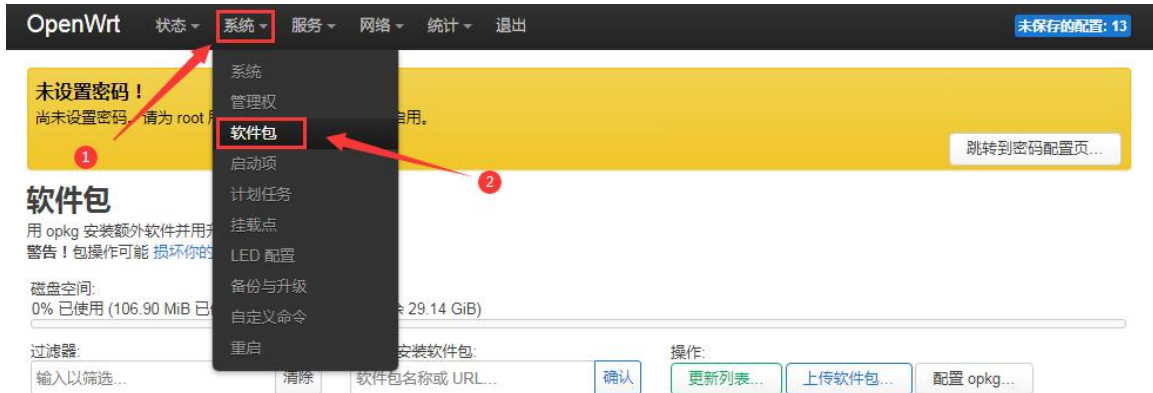 OpenWrt 状态 系统 服务 网络 统计 退出 未保存的配置: 13
系统
未设置密码！
管理权
尚未设置密码。请为 root 启用。
软件包
跳转到密码配置页...
1
启动项
2
计划任务
软件包
挂载点
用 opkg 安装额外软件并用
警告！包操作可能 损坏你的
LED 配置
备份与升级
磁盘空间:
0% 已使用 (106.90 MiB 已 29.14 GiB)
自定义命令
重启
过滤器: 安装软件包: 操作:
输入以筛选... 清除 软件包名称或 URL... 确认 更新列表... 上传软件包... 配置 opkg...